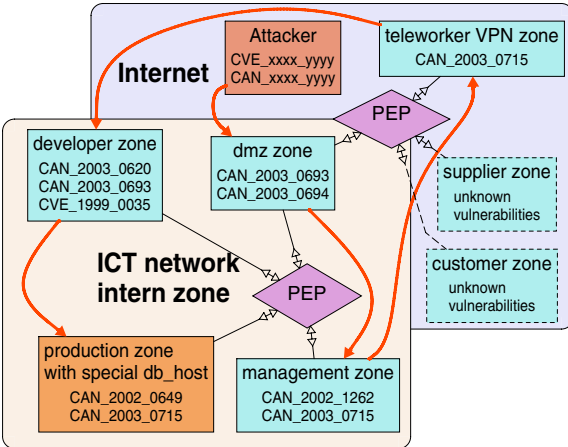 Attacker
CVE_xxxx_yyyy
CAN_xxxx_yyyy
teleworker VPN zone
CAN_2003_0715
Internet
PEP
developer zone
CAN_2003_0620
CAN_2003_0693
CVE_1999_0035
dmz zone
CAN_2003_0693
CAN_2003_0694
supplier zone
unknown
vulnerabilities
customer zone
unknown
vulnerabilities
ICT network
intern zone
PEP
production zone
with special db_host
CAN_2002_0649
CAN_2003_0715
management zone
CAN_2002_1262
CAN_2003_0715